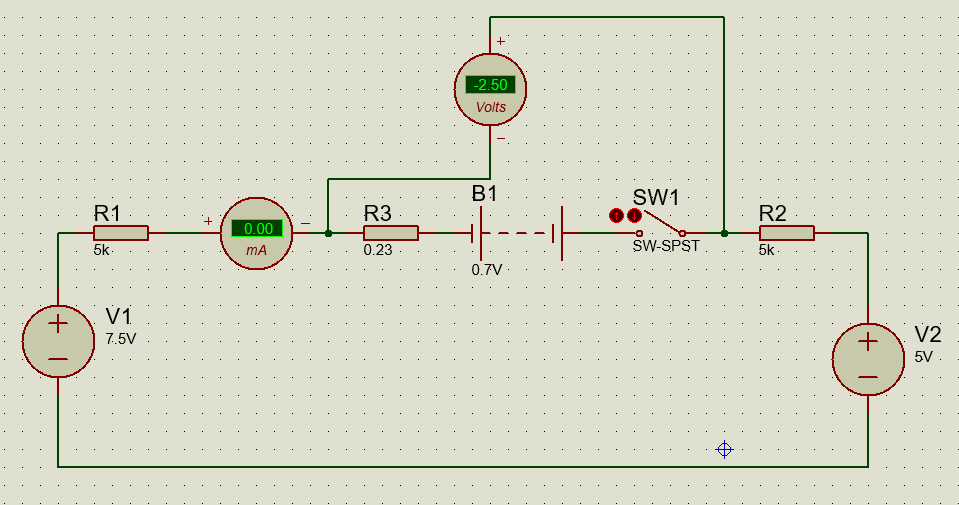 +
-2.50
Volts
−
B1
SW1
R1
+
0.00
mA
−
R3
R2
5k
0.23
SW-SPST
5k
0.7V
V1
7.5V
+
−
V2
5V
+
−